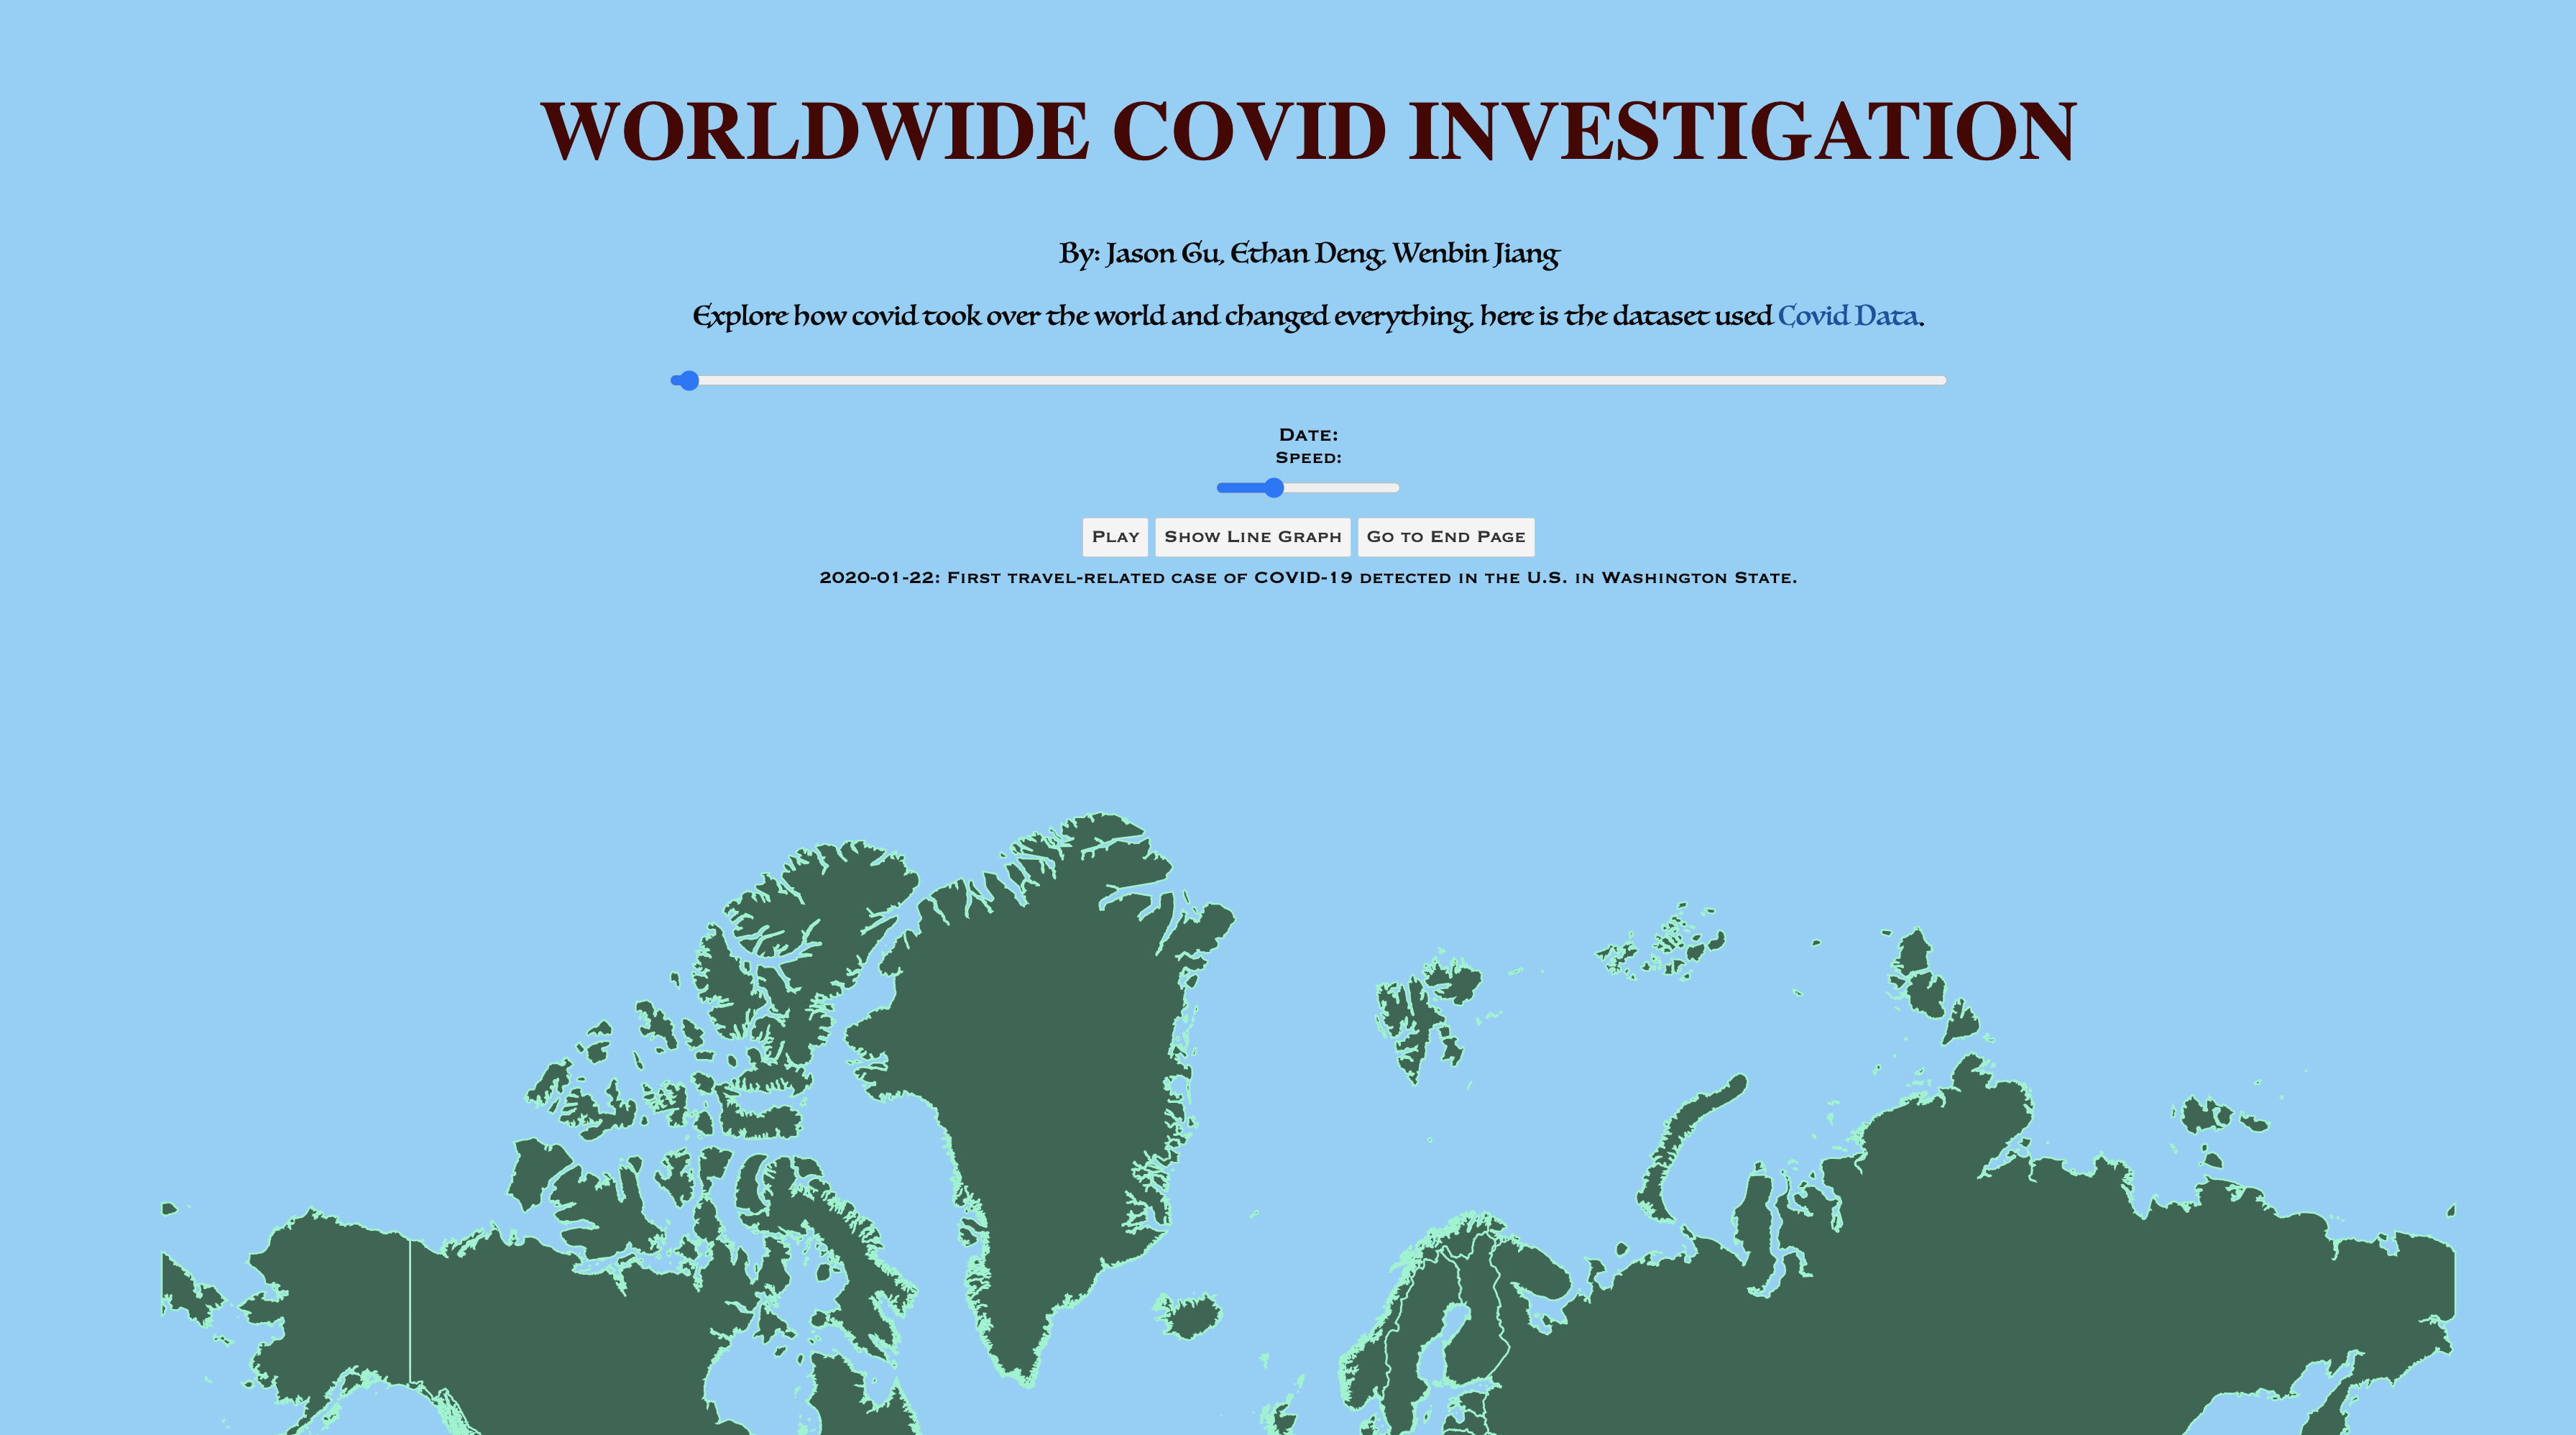 WORLDWIDE COVID INVESTIGATION
By: Jason Gu, Ethan Deng, Wenbin Jiang
Explore how covid took over the world and changed everything, here is the dataset used Covid Data.
Date:
Speed:
Play Show Line Graph Go to End Page
2020-01-22: First travel-related case of COVID-19 detected in the U.S. in Washington State.